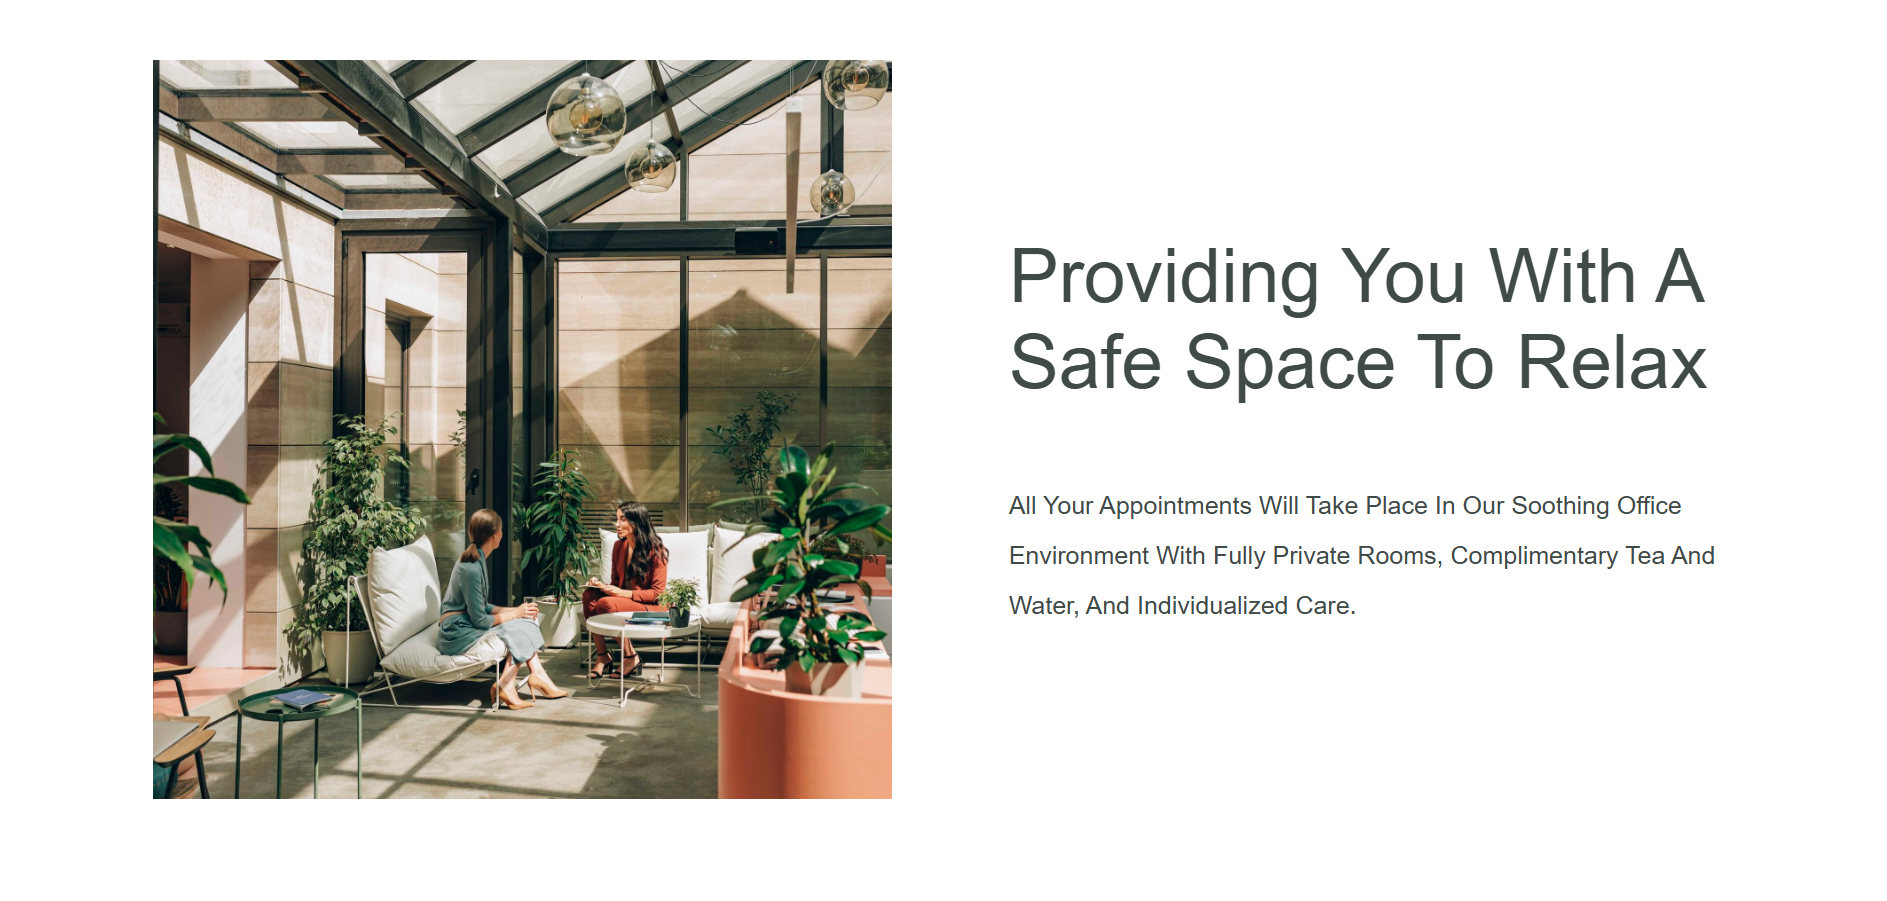 Providing You With A
Safe Space To Relax
All Your Appointments Will Take Place In Our Soothing Office
Environment With Fully Private Rooms, Complimentary Tea And
Water, And Individualized Care.